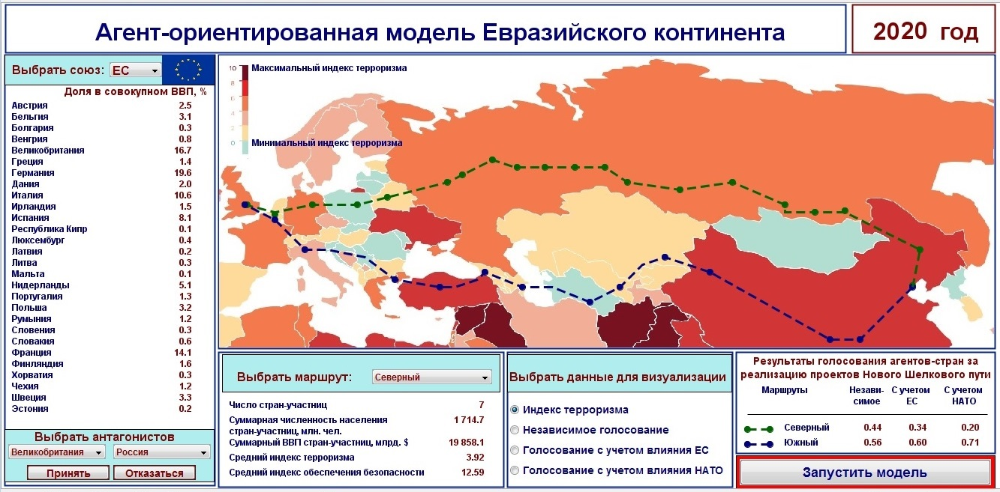 Агент-ориентированная модель Евразийского континента
2020 год
Выбрать союз: ЕС
Доля в совокупном ВВП, %
Австрия 2.5
Бельгия 3.1
Болгария 0.3
Венгрия 0.8
Великобритания 16.7
Греция 1.4
Германия 19.6
Дания 2.0
Италия 10.6
Ирландия 1.5
Испания 8.1
Республика Кипр 0.1
Люксембург 0.4
Латвия 0.2
Литва 0.3
Мальта 0.1
Нидерланды 5.1
Португалия 1.3
Польша 3.2
Румыния 1.2
Словения 0.3
Словакия 0.6
Франция 14.1
Финляндия 1.6
Хорватия 0.3
Чехия 1.2
Швеция 3.3
Эстония 0.2
Выбрать антагонистов
Великобритания Россия
Принять Отказаться
10 Максимальный индекс терроризма
8
6
4
2
0 Минимальный индекс терроризма
Выбрать маршрут: Северный
Число стран-участниц 7
Суммарная численность населения 1 714.7
стран-участниц, млн. чел.
Суммарный ВВП стран-участниц, млрд. $ 19 858.1
Средний индекс терроризма 3.92
Средний индекс обеспечения безопасности 12.59
Выбрать данные для визуализации
Индекс терроризма
Независимое голосование
Голосование с учетом влияния ЕС
Голосование с учетом влияния НАТО
Результаты голосования агентов-стран за
реализацию проектов Нового Шелкового пути
Маршруты Незави- С учетом С учетом
симое ЕС НАТО
Северный 0.44 0.34 0.20
Южный 0.56 0.60 0.71
Запустить модель